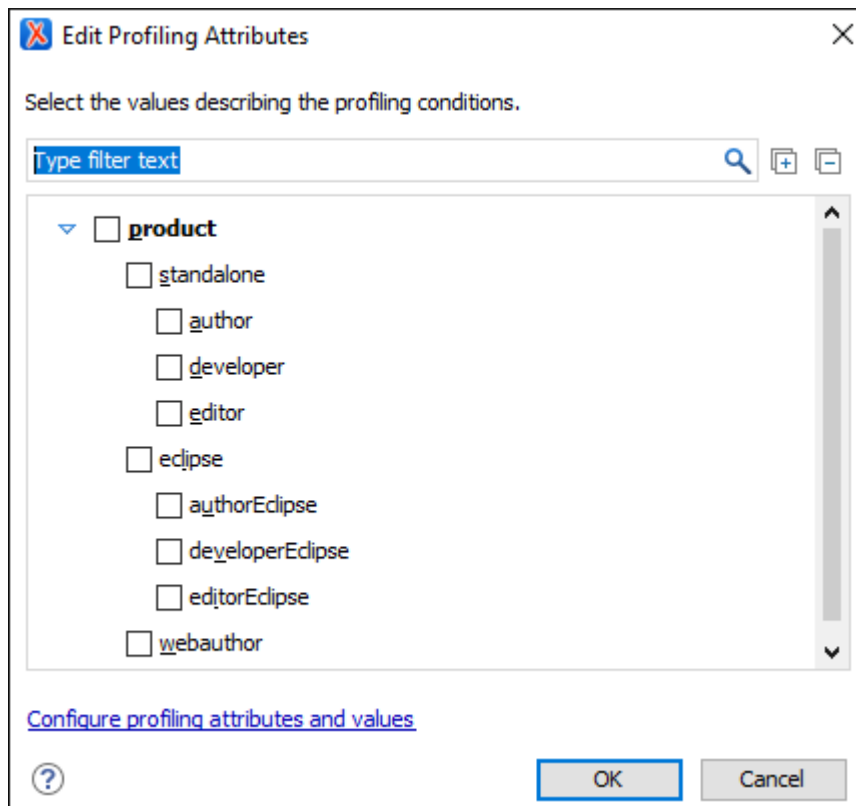 Edit Profiling Attributes
Select the values describing the profiling conditions.
Type filter text
product
standalone
author
developer
editor
eclipse
authorEclipse
developerEclipse
editorEclipse
webauthor
Configure profiling attributes and values
OK Cancel